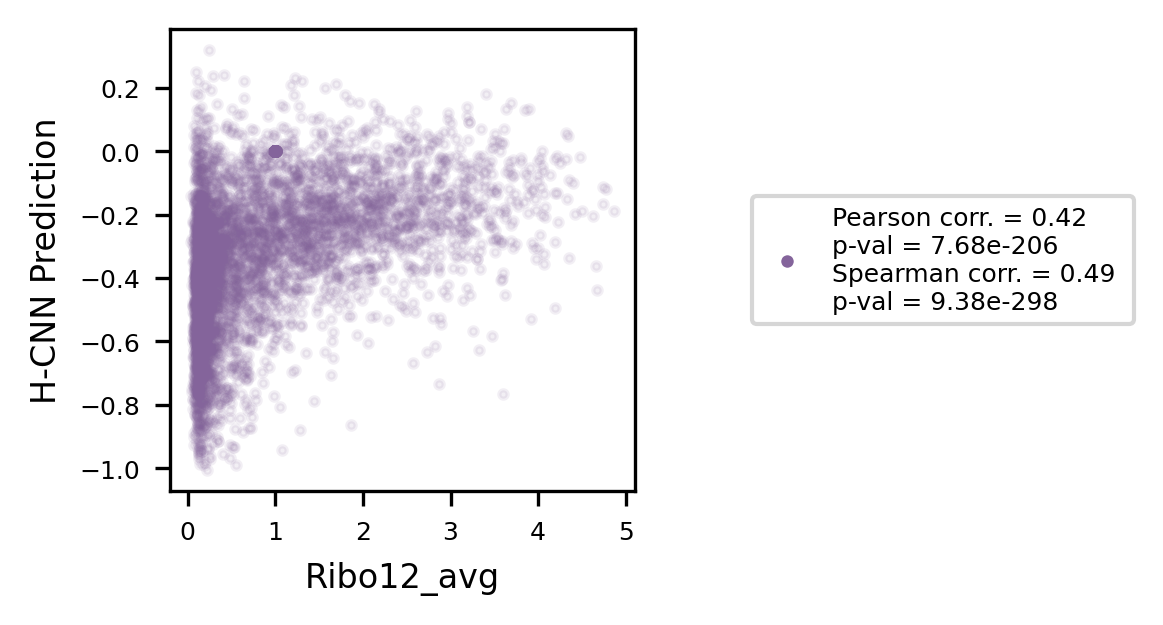 H-CNN Prediction
0.2
0.0
−0.2
−0.4
−0.6
−0.8
−1.0
0 1 2 3 4 5
Ribo12_avg
Pearson corr. = 0.42
p-val = 7.68e-206
Spearman corr. = 0.49
p-val = 9.38e-298